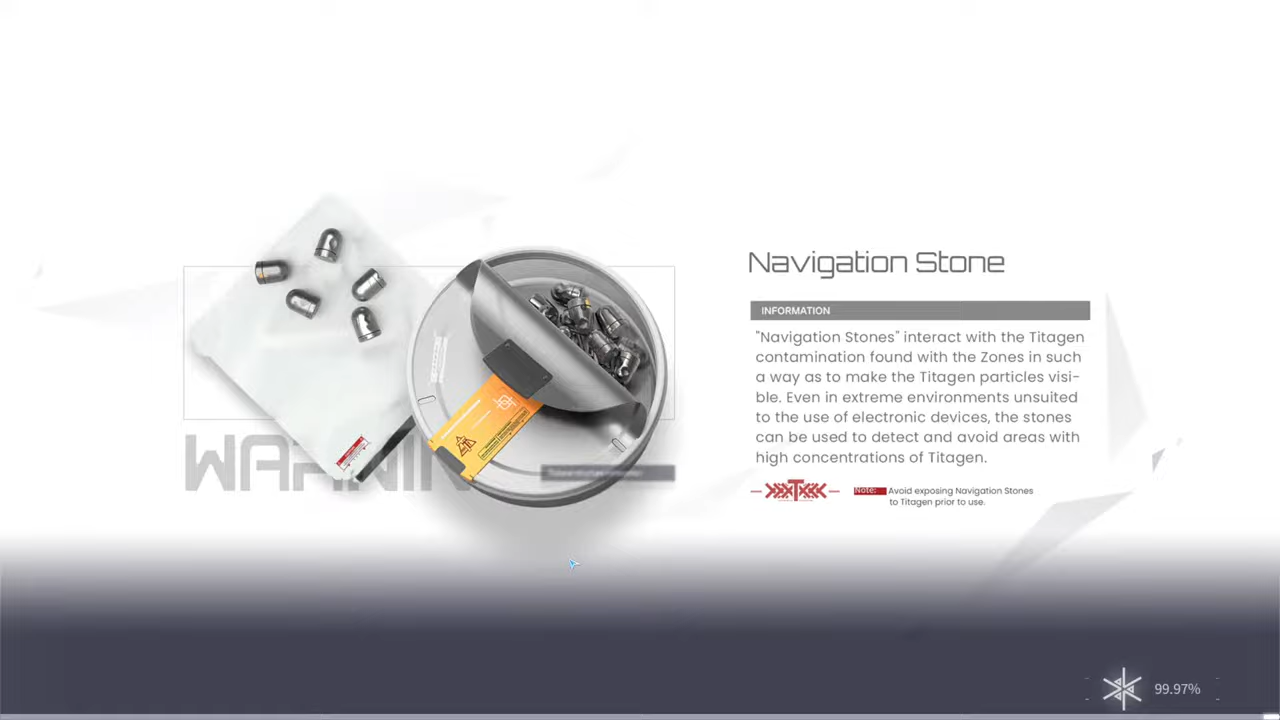 Navigation Stone
INFORMATION
"Navigation Stones" interact with the Titagen
contamination found with the Zones in such
a way as to make the Titagen particles visi-
ble. Even in extreme environments unsuited
to the use of electronic devices, the stones
can be used to detect and avoid areas with
high concentrations of Titagen.
Note: Avoid exposing Navigation Stones
to Titagen prior to use.
WARNIN
99.97%